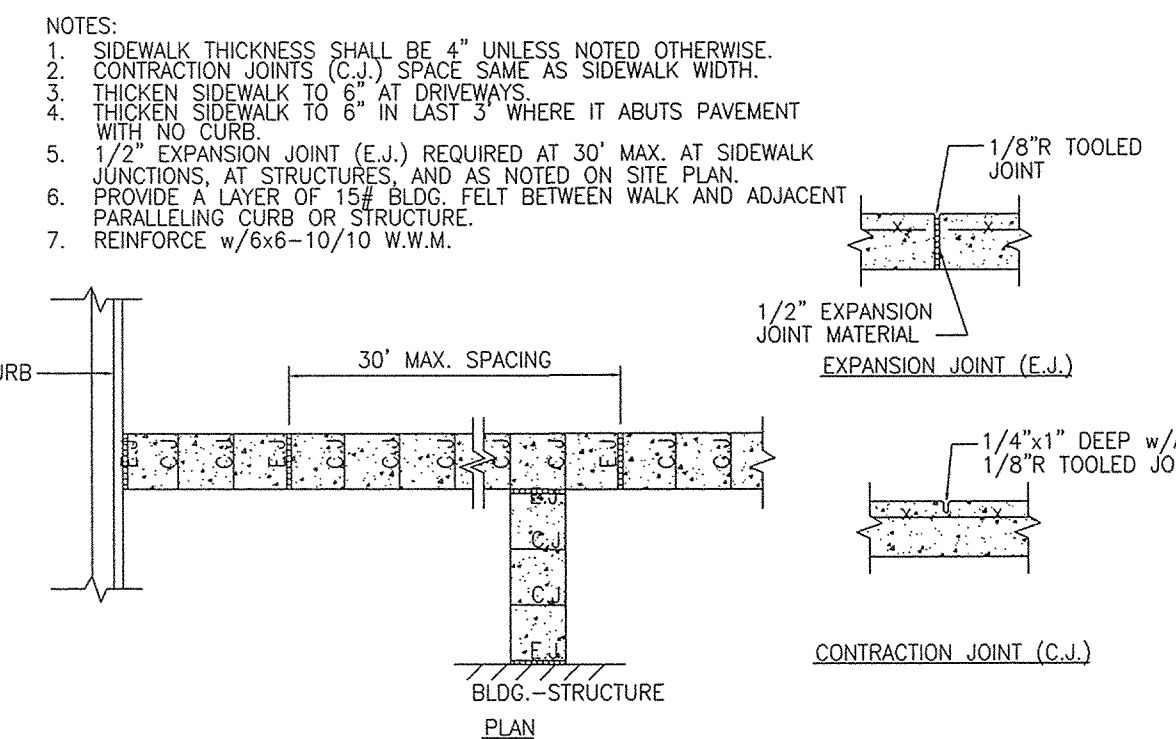 NOTES:
1. SIDEWALK THICKNESS SHALL BE 4" UNLESS NOTED OTHERWISE.
2. CONTRACTION JOINTS (C.J.) SPACE SAME AS SIDEWALK WIDTH.
3. THICKEN SIDEWALK TO 6" AT DRIVEWAYS.
4. THICKEN SIDEWALK TO 6" IN LAST 3' WHERE IT ABUTS PAVEMENT
WITH NO CURB.
5. 1/2" EXPANSION JOINT (E.J.) REQUIRED AT 30' MAX. AT SIDEWALK
JUNCTIONS, AT STRUCTURES, AND AS NOTED ON SITE PLAN.
6. PROVIDE A LAYER OF 15# BLDG. FELT BETWEEN WALK AND ADJACENT
PARALLELING CURB OR STRUCTURE.
7. REINFORCE w/6x6-10/10 W.W.M.
1/8"R TOOLED
JOINT
1/2" EXPANSION
JOINT MATERIAL
EXPANSION JOINT (E.J.)
URB
30' MAX. SPACING
E.J.
C.J.
C.J.
E.J.
C.J.
C.J.
C.J.
C.J.
C.J.
E.J.
C.J.
C.J.
E.J.
C.J.
C.J.
E.J.
BLDG.-STRUCTURE
PLAN
1/4"x1" DEEP w/
1/8"R TOOLED JO
CONTRACTION JOINT (C.J.)